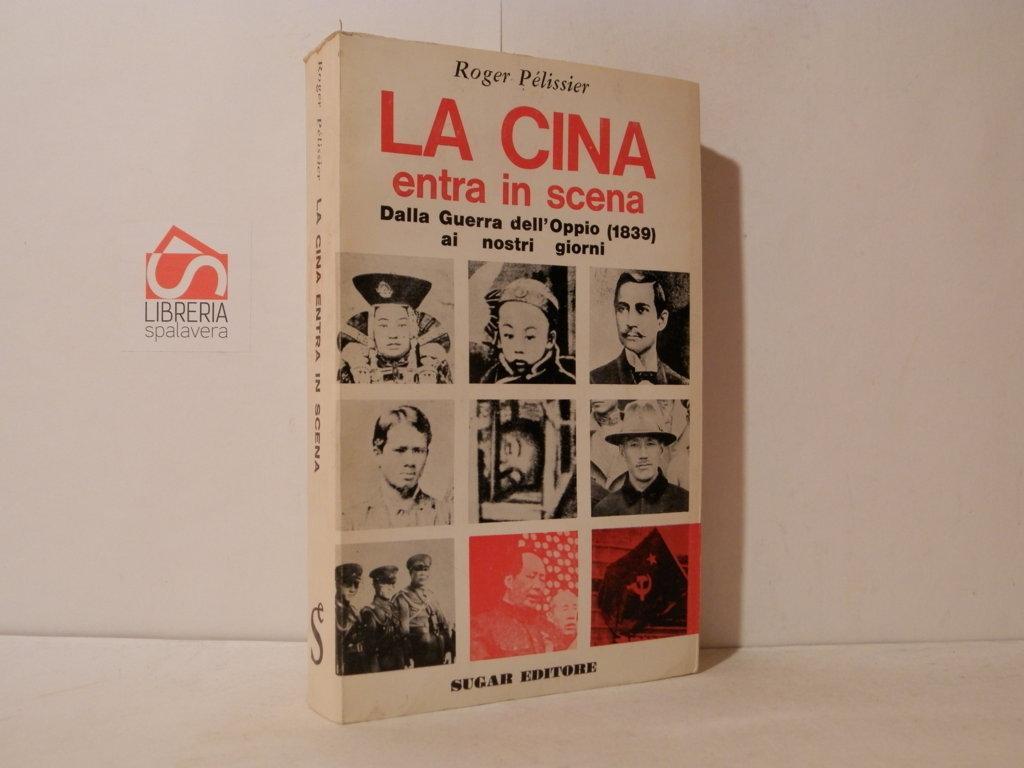 Roger Pélissier
LA CINA
entra in scena
Dalla Guerra dell'Oppio (1839)
ai nostri giorni
SUGAR EDITORE
Roger Pélissier LA CINA ENTRA IN SCENA S
LIBRERIA
spalavera